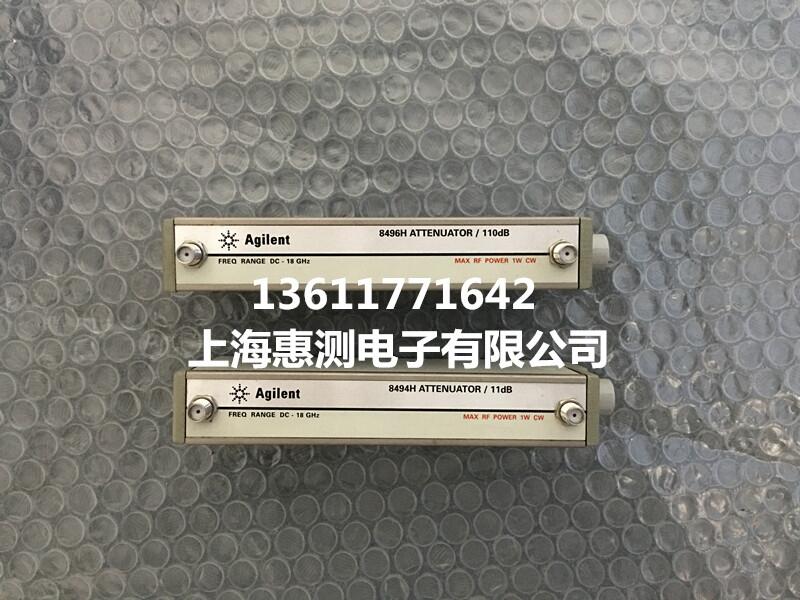 Agilent
8496H ATTENUATOR / 110dB
FREQ RANGE DC - 18 GHz
MAX RF POWER 1W CW
13611771642
上海惠测电子有限公司
Agilent
8494H ATTENUATOR / 11dB
FREQ RANGE DC - 18 GHz
MAX RF POWER 1W CW